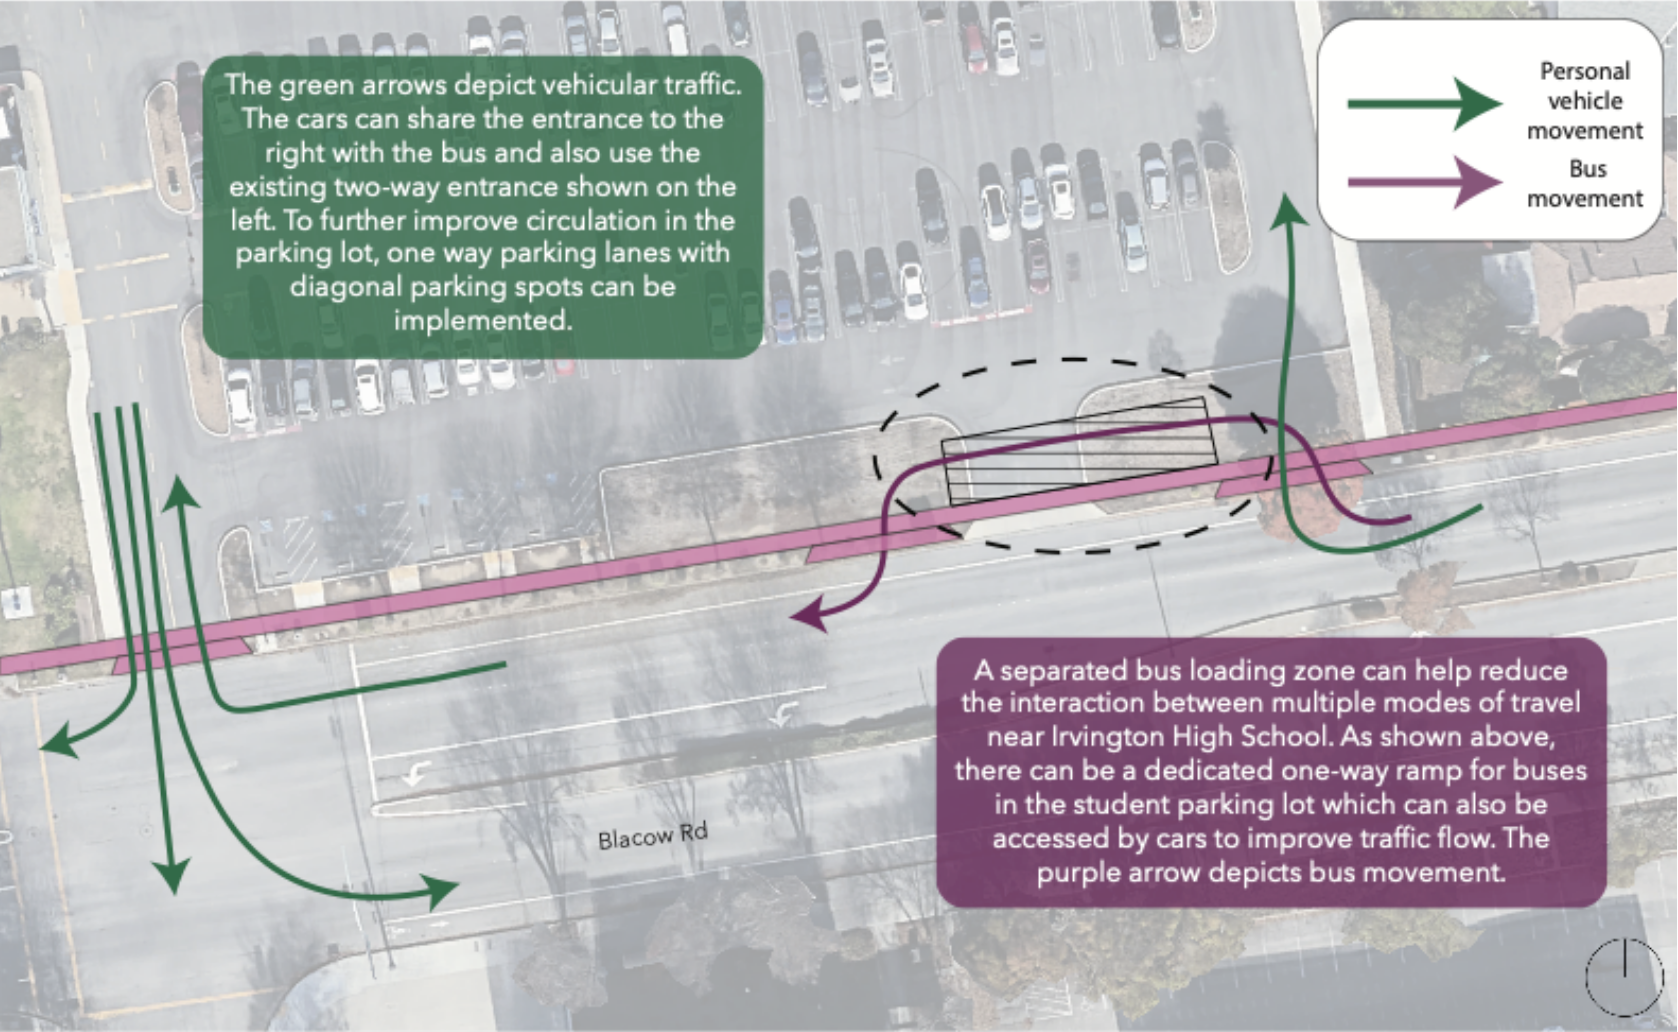 The green arrows depict vehicular traffic.
The cars can share the entrance to the
right with the bus and also use the
existing two-way entrance shown on the
left. To further improve circulation in the
parking lot, one way parking lanes with
diagonal parking spots can be
implemented.
Personal
vehicle
movement
Bus
movement
A separated bus loading zone can help reduce
the interaction between multiple modes of travel
near Irvington High School. As shown above,
there can be a dedicated one-way ramp for buses
in the student parking lot which can also be
accessed by cars to improve traffic flow. The
purple arrow depicts bus movement.
Blacow Rd